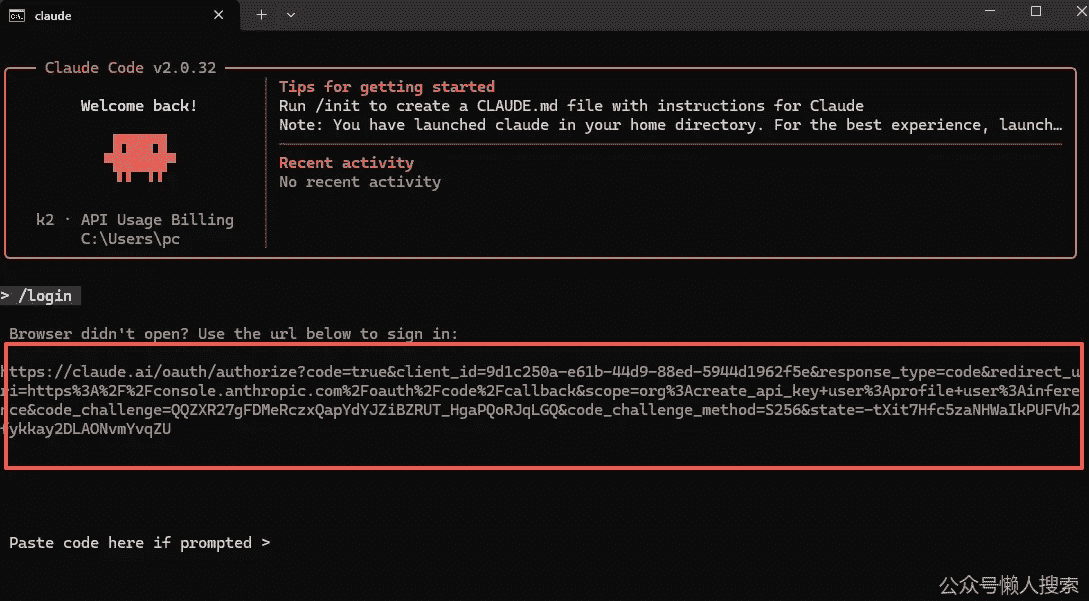 claude
Claude Code v2.0.32
Welcome back!
k2 · API Usage Billing
C:\Users\pc
Tips for getting started
Run /init to create a CLAUDE.md file with instructions for Claude
Note: You have launched claude in your home directory. For the best experience, launch…
Recent activity
No recent activity
> /login
Browser didn't open? Use the url below to sign in:
https://claude.ai/oauth/authorize?code=true&client_id=9d1c250a-e61b-44d9-88ed-5944d1962f5e&response_type=code&redirect_u
ri=https%3A%2F%2Fconsole.anthropic.com%2Foauth%2Fcode%2Fcallback&scope=org%3Acreate_api_key+user%3Aprofile+user%3Ainfere
nce&code_challenge=QQZXR27gFDMeRczxQapYdYJZiBZRUT_HgaPQoRJqLGQ&code_challenge_method=S256&state=-tXit7Hfc5zaNHWaIkPUFVh2
fykkay2DLAONvmYvqZU
Paste code here if prompted >
公众号懒人搜索